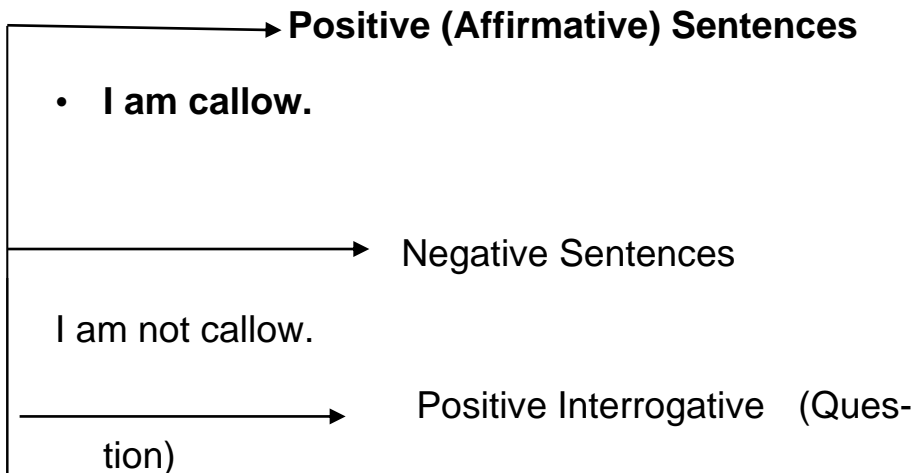 Positive (Affirmative) Sentences
• I am callow.
Negative Sentences
I am not callow.
Positive Interrogative (Ques-
tion)